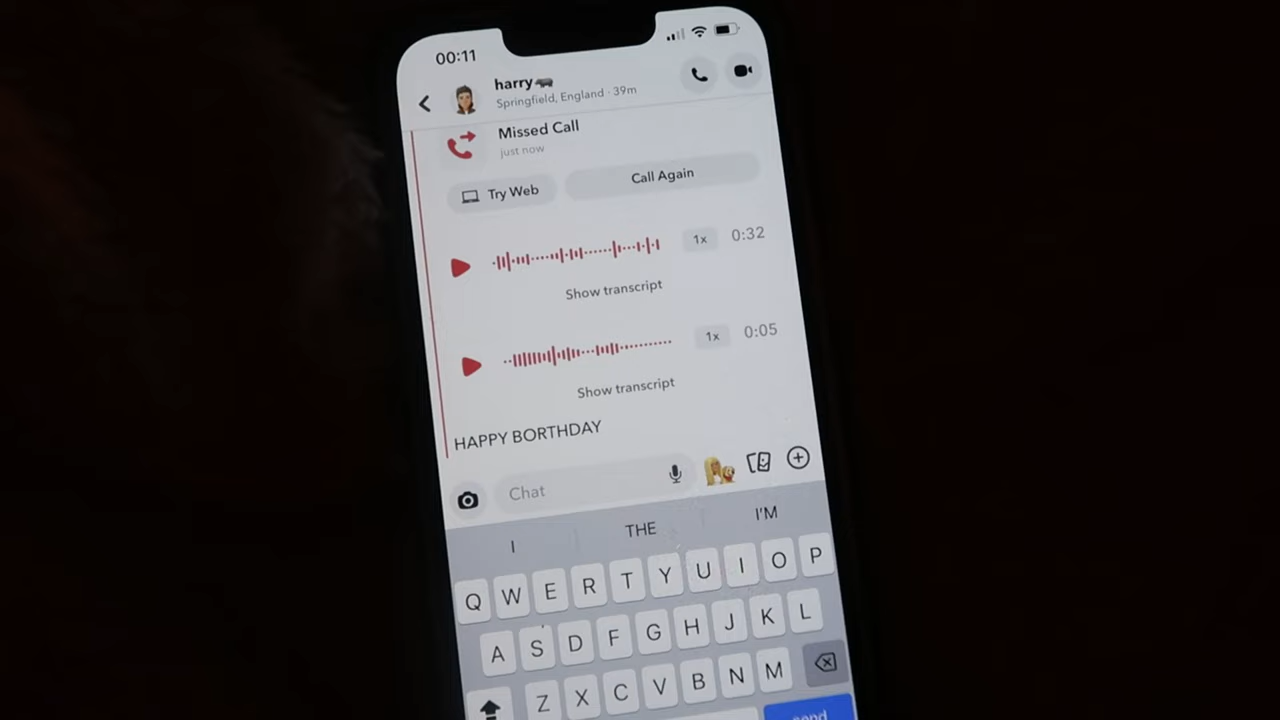 00:11
harry
Springfield, England · 39m
Missed Call
just now
Try Web
Call Again
1x
0:32
Show transcript
1x
0:05
Show transcript
HAPPY BORTHDAY
Chat
I THE I'M
Q W E R T Y U I O P
A S D F G H J K L
Z X C V B N M
send